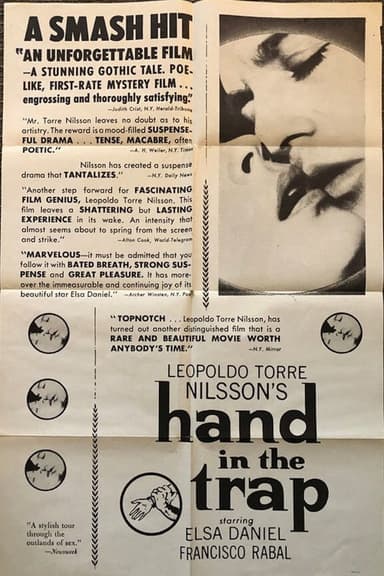 A SMASH HIT
"AN UNFORGETTABLE FILM
—A STUNNING GOTHIC TALE. POE-
LIKE, FIRST-RATE MYSTERY FILM . .
engrossing and thoroughly satisfying."
—Judith Crist, N.Y. Herald-Tribune
"Mr. Torre Nilsson leaves no doubt as to his
artistry. The reward is a mood-filled SUSPENSE-
FUL DRAMA . . . TENSE, MACABRE, often
POETIC."
—A. H. Weiler, N.Y. Times
Nilsson has created a suspense
drama that TANTALIZES."
—N.Y. Daily News
"Another step forward for FASCINATING
FILM GENIUS, Leopoldo Torre Nilsson. This
film leaves a SHATTERING but LASTING
EXPERIENCE in its wake. An intensity that
almost seems about to spring from the screen
and strike."
—Alton Cook, World-Telegram
"MARVELOUS—it must be admitted that you
follow it with BATED BREATH, STRONG SUS-
PENSE and GREAT PLEASURE. It has more-
over the immeasurable and continuing joy of its
beautiful star Elsa Daniel."
—Archer Winsten, N.Y. Post
"TOPNOTCH . . . Leopoldo Torre Nilsson, has
turned out another distinguished film that is a
RARE AND BEAUTIFUL MOVIE WORTH
ANYBODY'S TIME."
—N.Y. Mirror
LEOPOLDO TORRE
NILSSON'S
hand
in the
trap
starring
ELSA DANIEL
FRANCISCO RABAL
"A stylish tour
through the
outlands of sex."
—Newsweek